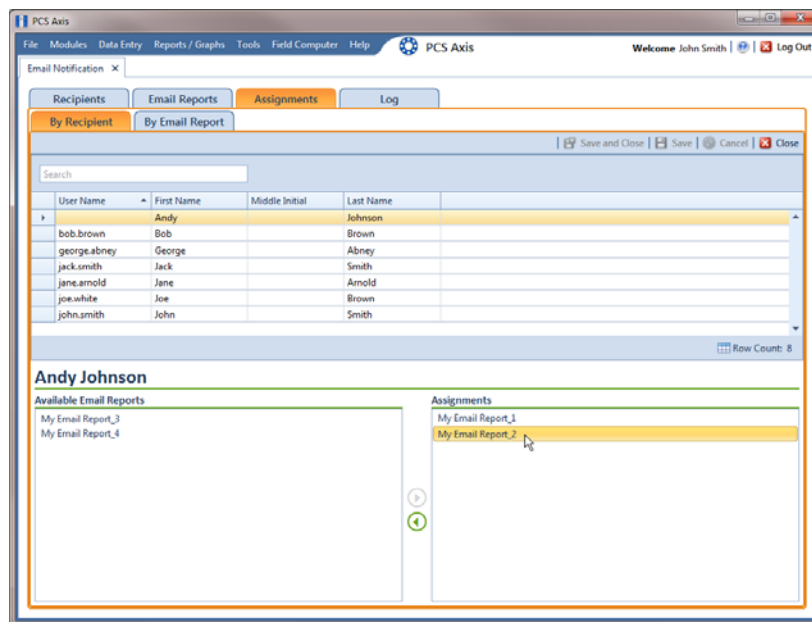 PCS Axis
File Modules Data Entry Reports / Graphs Tools Field Computer Help PCS Axis Welcome John Smith Log Out
Email Notification X
Recipients Email Reports Assignments Log
By Recipient By Email Report
Save and Close Save Cancel Close
Search
User Name First Name Middle Initial Last Name
Andy Johnson
bob.brown Bob Brown
george.abney George Abney
jack.smith Jack Smith
jane.arnold Jane Arnold
joe.white Joe Brown
john.smith John Smith
Row Count: 8
Andy Johnson
Available Email Reports Assignments
My Email Report_3 My Email Report_1
My Email Report_4 My Email Report_2